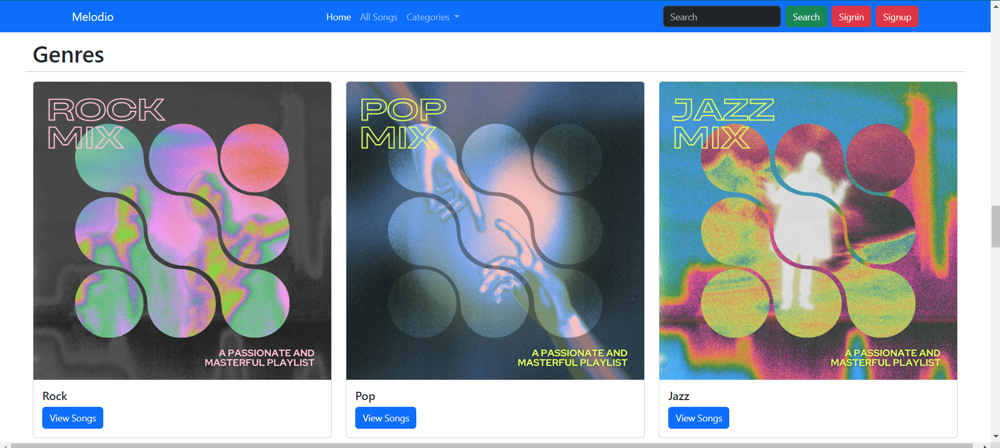 Melodio
Home All Songs Categories
Search Search Signin Signup
Genres
ROCK
MIX
A PASSIONATE AND
MASTERFUL PLAYLIST
POP
MIX
A PASSIONATE AND
MASTERFUL PLAYLIST
JAZZ
MIX
A PASSIONATE AND
MASTERFUL PLAYLIST
Rock
View Songs
Pop
View Songs
Jazz
View Songs